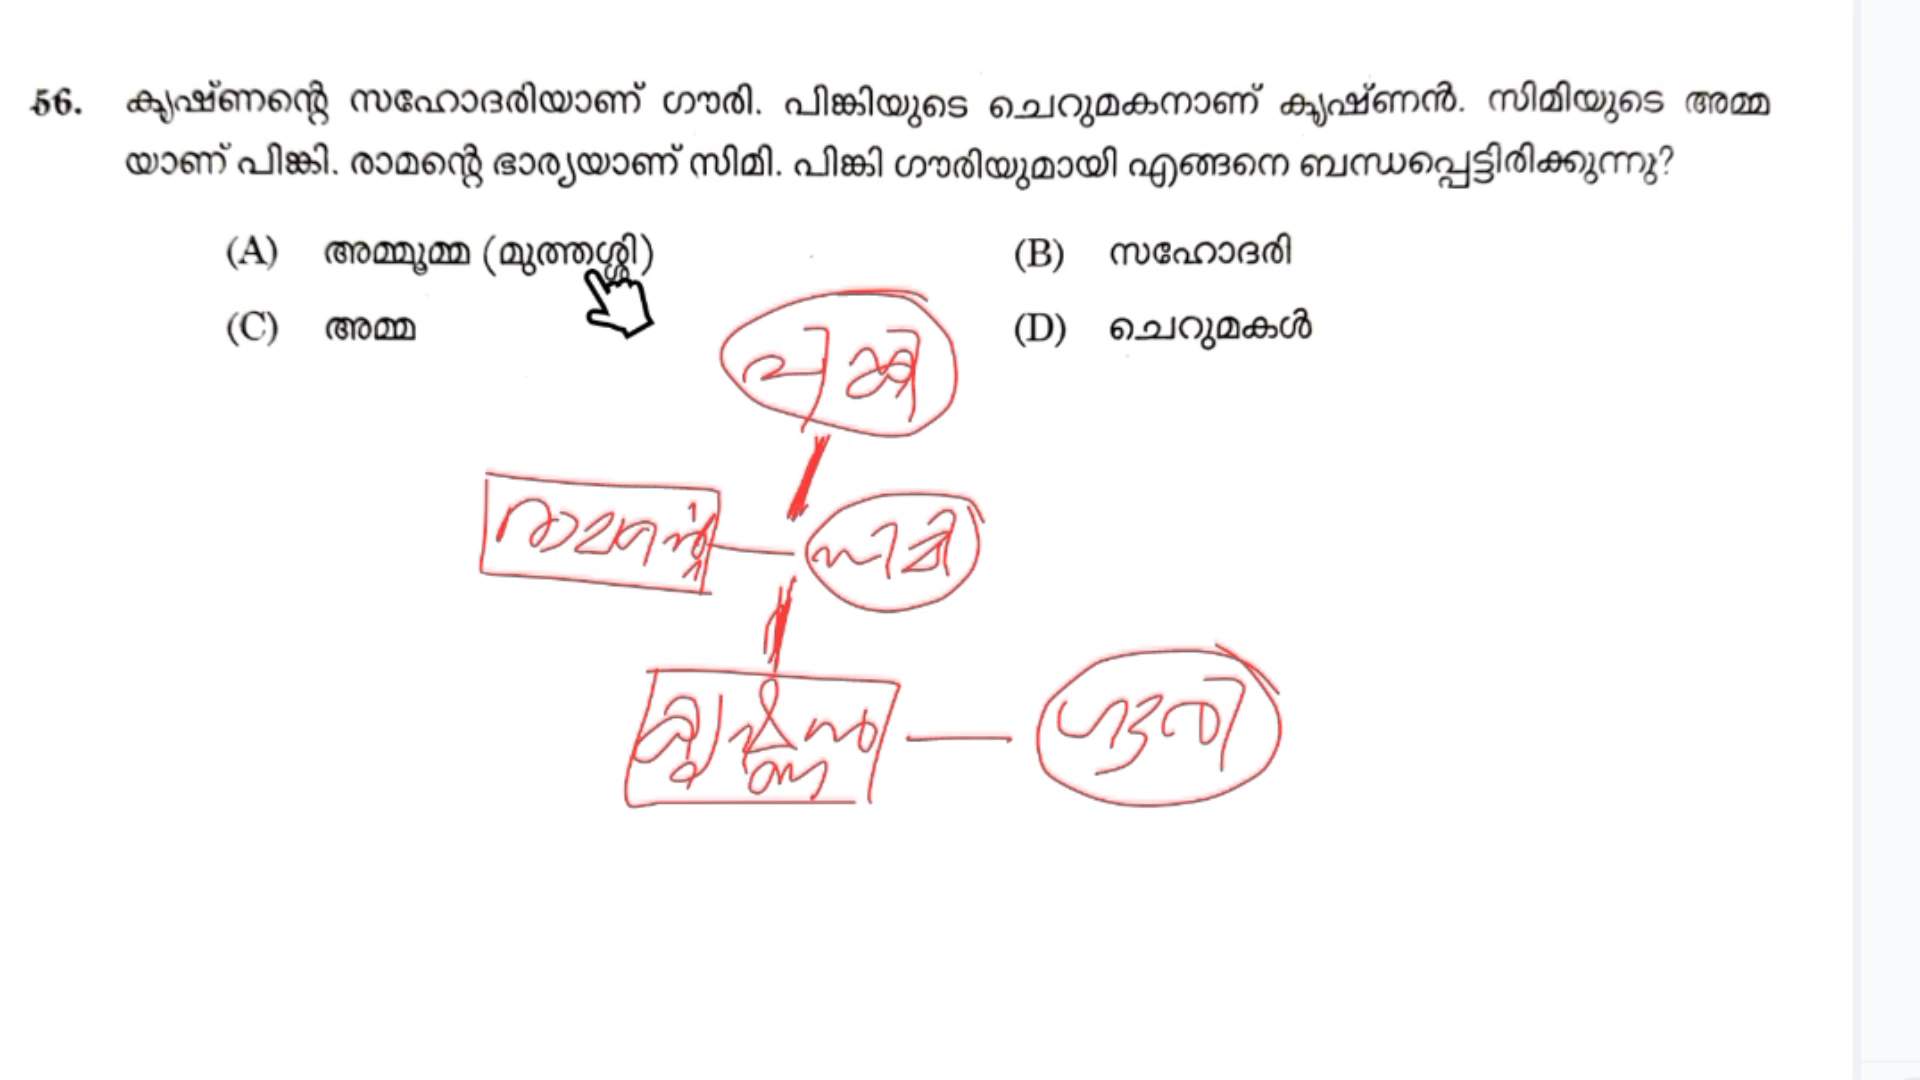 56. കൃഷ്ണന്റെ സഹോദരിയാണ് ഗൗരി. പിങ്കിയുടെ ചെറുമകനാണ് കൃഷ്ണൻ. സിമിയുടെ അമ്മ
യാണ് പിങ്കി. രാമന്റെ ഭാര്യയാണ് സിമി. പിങ്കി ഗൗരിയുമായി എങ്ങനെ ബന്ധപ്പെട്ടിരിക്കുന്നു?
(A) അമ്മൂമ്മ (മുത്തശ്ശി) (B) സഹോദരി
(C) അമ്മ (D) ചെറുമകൾ
പിങ്കി
രാമന്റെ സിമി
കൃഷ്ണൻ ഗൗരി